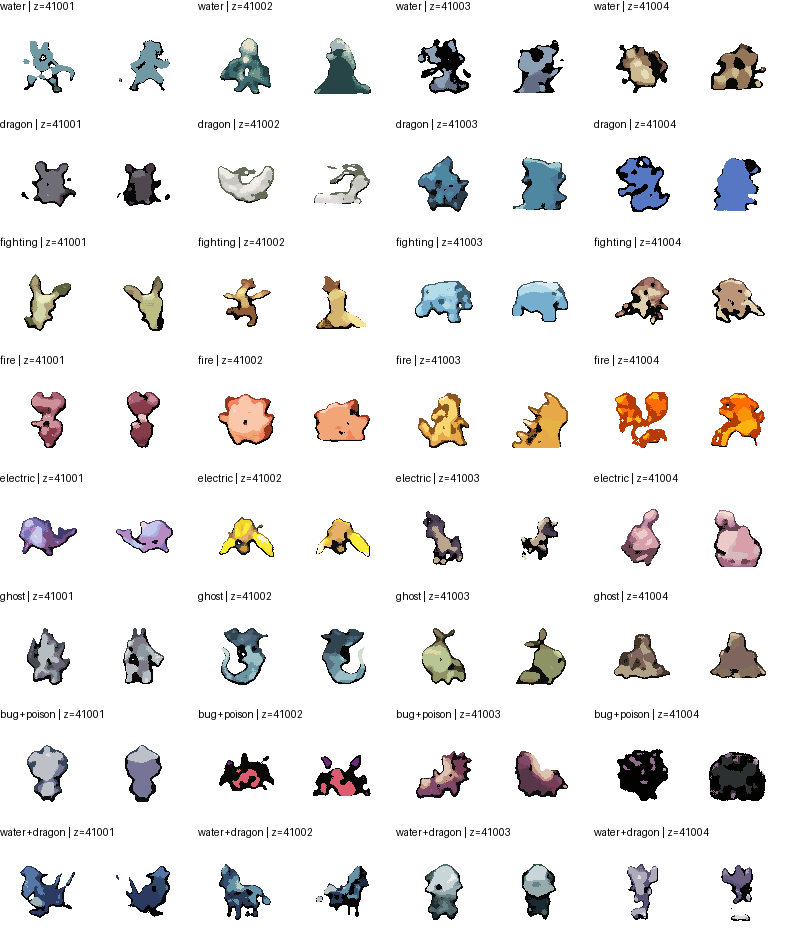 water | z=41001
water | z=41002
water | z=41003
water | z=41004
dragon | z=41001
dragon | z=41002
dragon | z=41003
dragon | z=41004
fighting | z=41001
fighting | z=41002
fighting | z=41003
fighting | z=41004
fire | z=41001
fire | z=41002
fire | z=41003
fire | z=41004
electric | z=41001
electric | z=41002
electric | z=41003
electric | z=41004
ghost | z=41001
ghost | z=41002
ghost | z=41003
ghost | z=41004
bug+poison | z=41001
bug+poison | z=41002
bug+poison | z=41003
bug+poison | z=41004
water+dragon | z=41001
water+dragon | z=41002
water+dragon | z=41003
water+dragon | z=41004